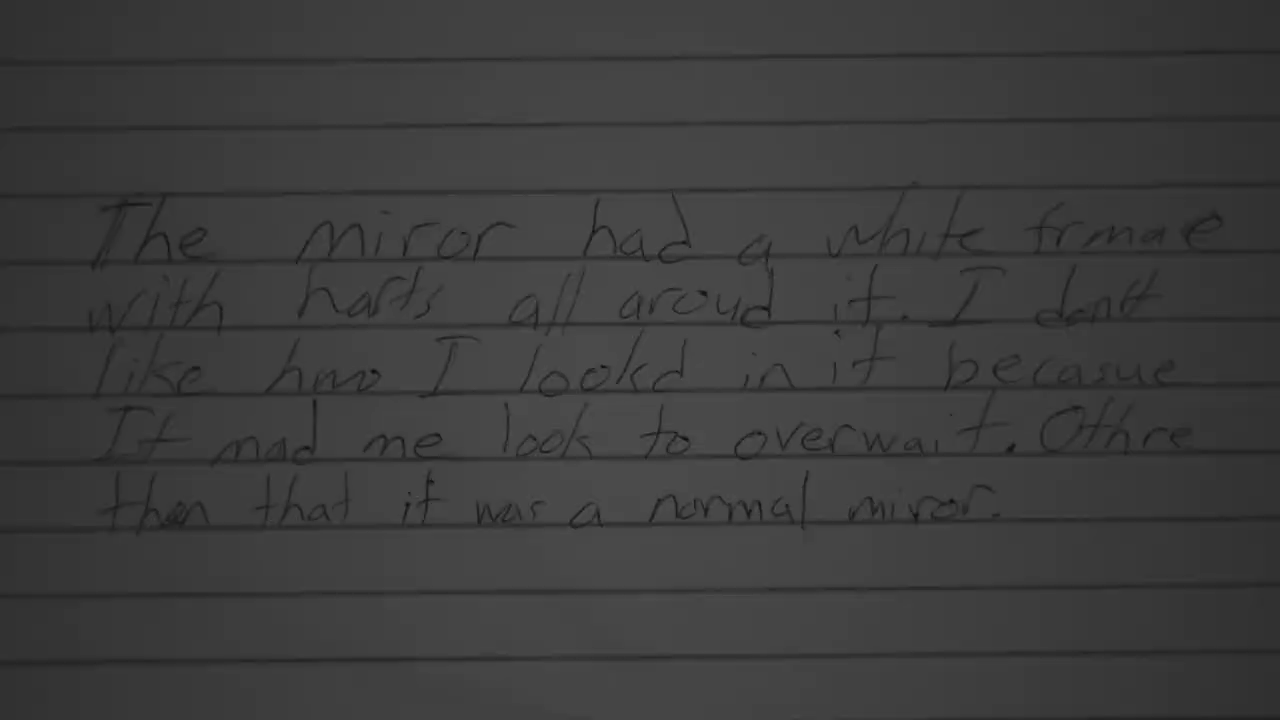 The miror had a white frmae
with harts all aroud it. I dont
like how I lookd in it becasue
It mad me look to overwait. Othre
then that it was a normal miror.